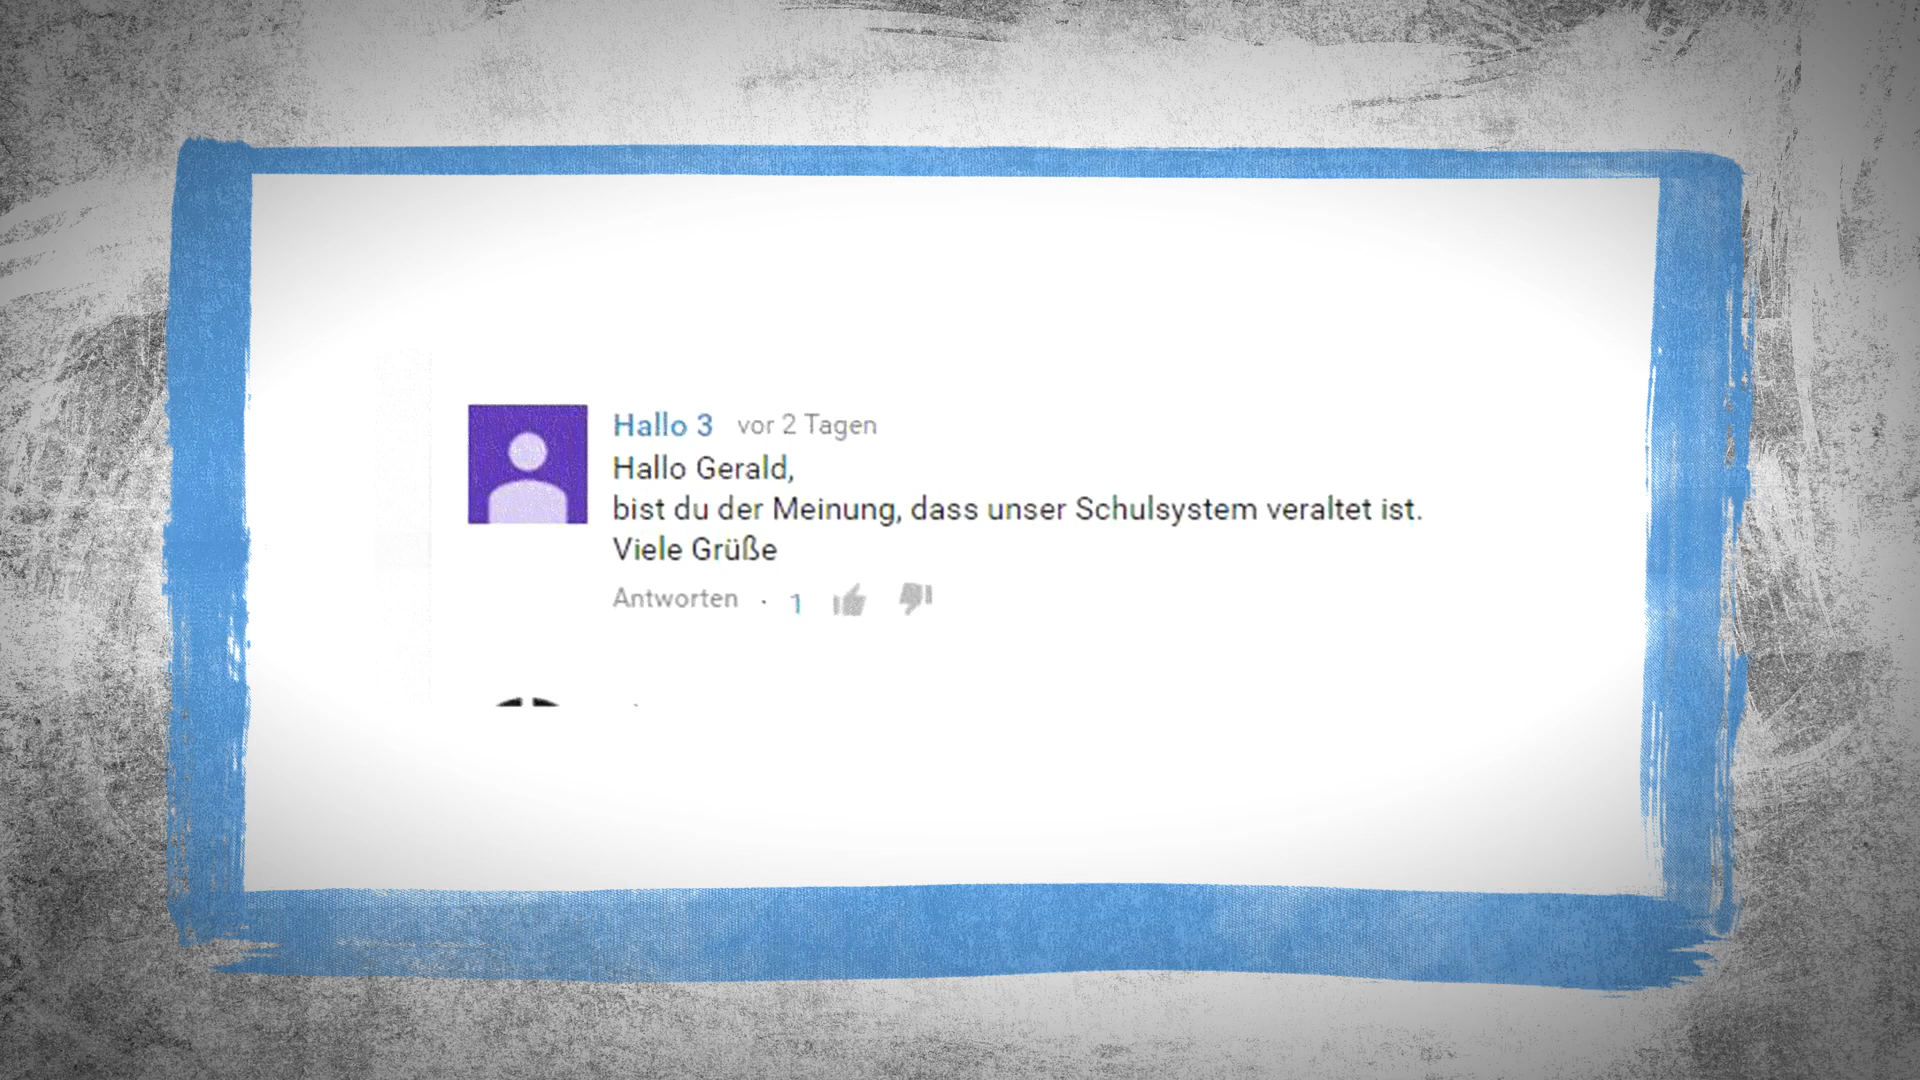 Hallo 3 vor 2 Tagen
Hallo Gerald,
bist du der Meinung, dass unser Schulsystem veraltet ist.
Viele Grüße
Antworten · 1